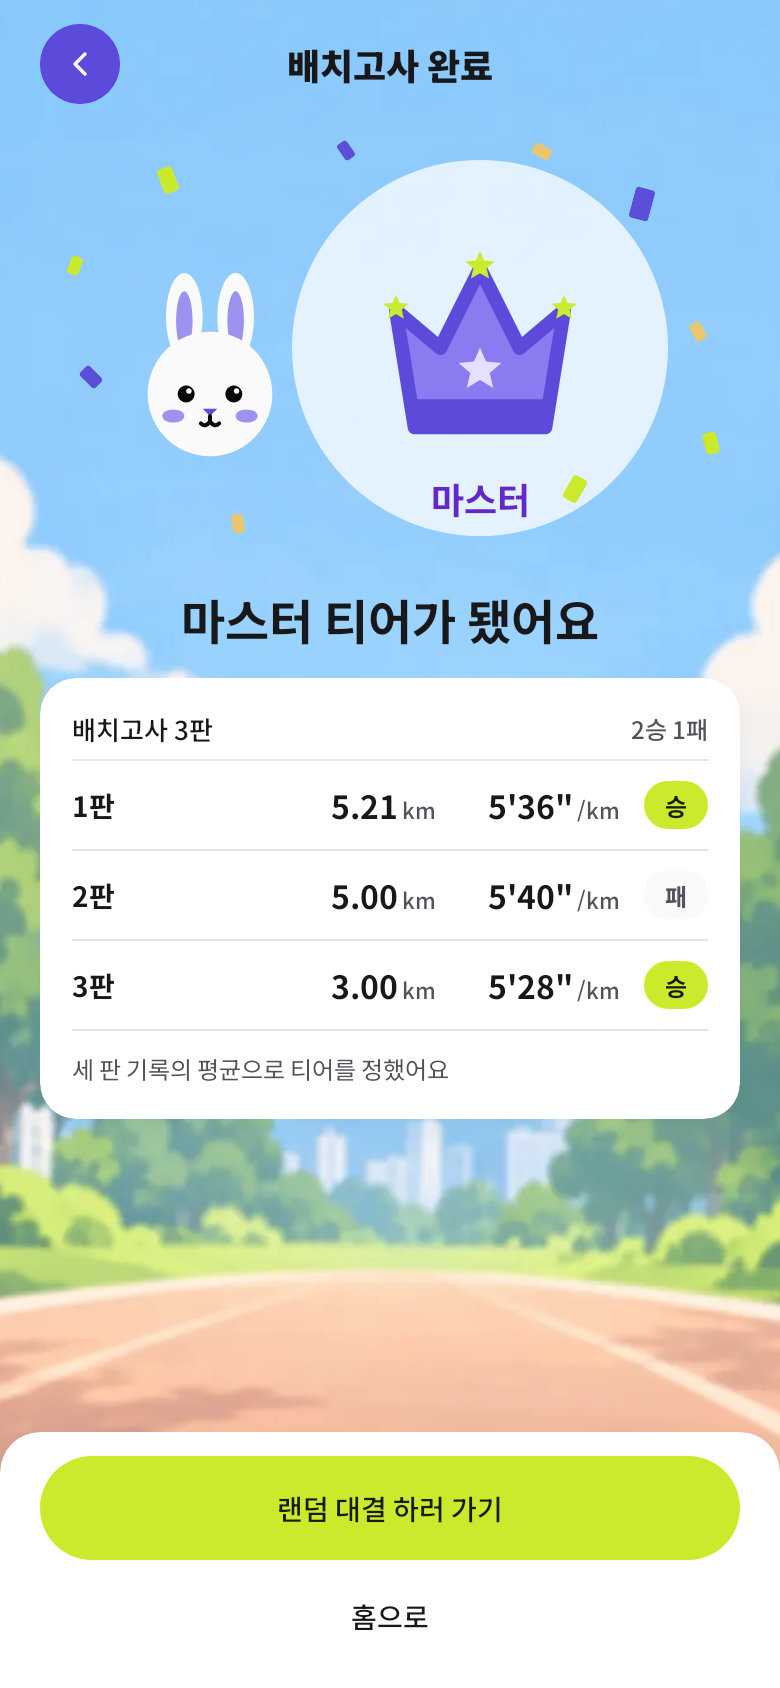 배치고사 완료
마스터
마스터 티어가 됐어요
배치고사 3판 2승 1패
1판 5.21 km 5'36" /km 승
2판 5.00 km 5'40" /km 패
3판 3.00 km 5'28" /km 승
세 판 기록의 평균으로 티어를 정했어요
랜덤 대결 하러 가기
홈으로